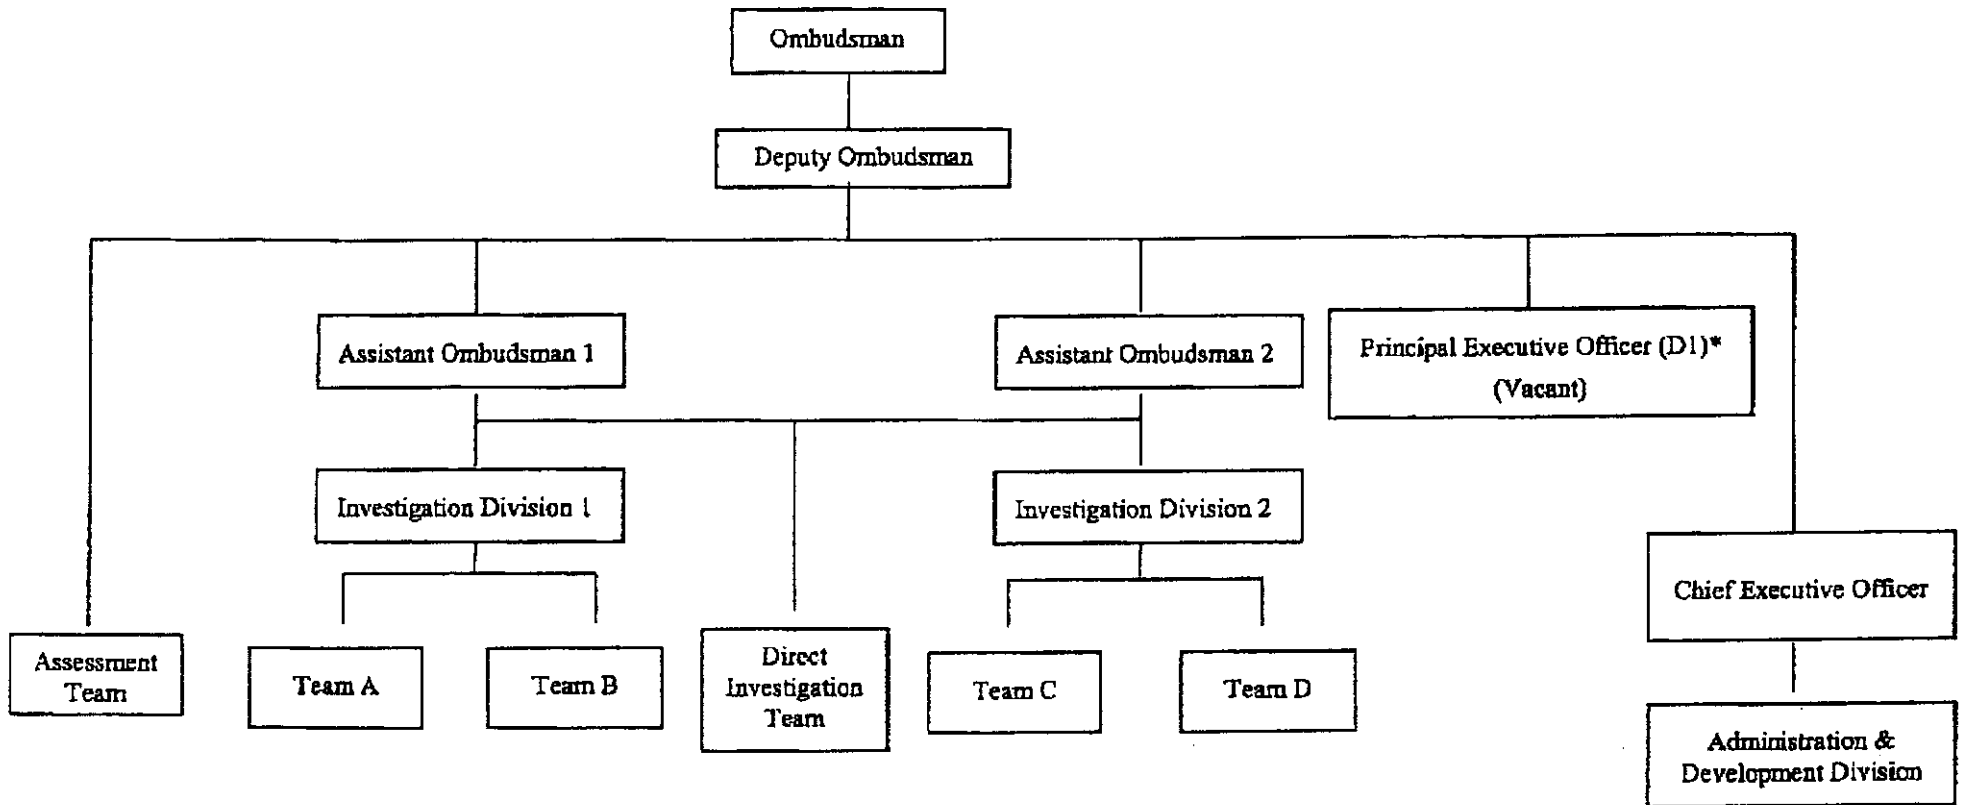 Ombudsman
Deputy Ombudsman
Assistant Ombudsman 1
Assistant Ombudsman 2
Principal Executive Officer (D1)*
(Vacant)
Investigation Division 1
Investigation Division 2
Chief Executive Officer
Assessment
Team
Team A
Team B
Direct
Investigation
Team
Team C
Team D
Administration &
Development Division